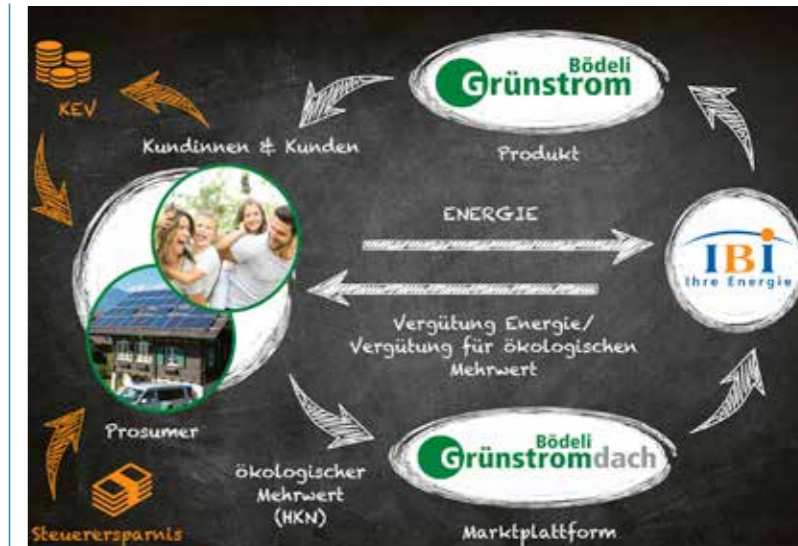 KEV
Kundinnen & Kunden
Bödeli
Grünstrom
Produkt
ENERGIE
IBI
Ihre Energie
Vergütung Energie/
Vergütung für ökologischen
Mehrwert
Prosumer
Steuerersparnis
ökologischer
Mehrwert
(HKN)
Bödeli
Grünstromdach
Marktplattform